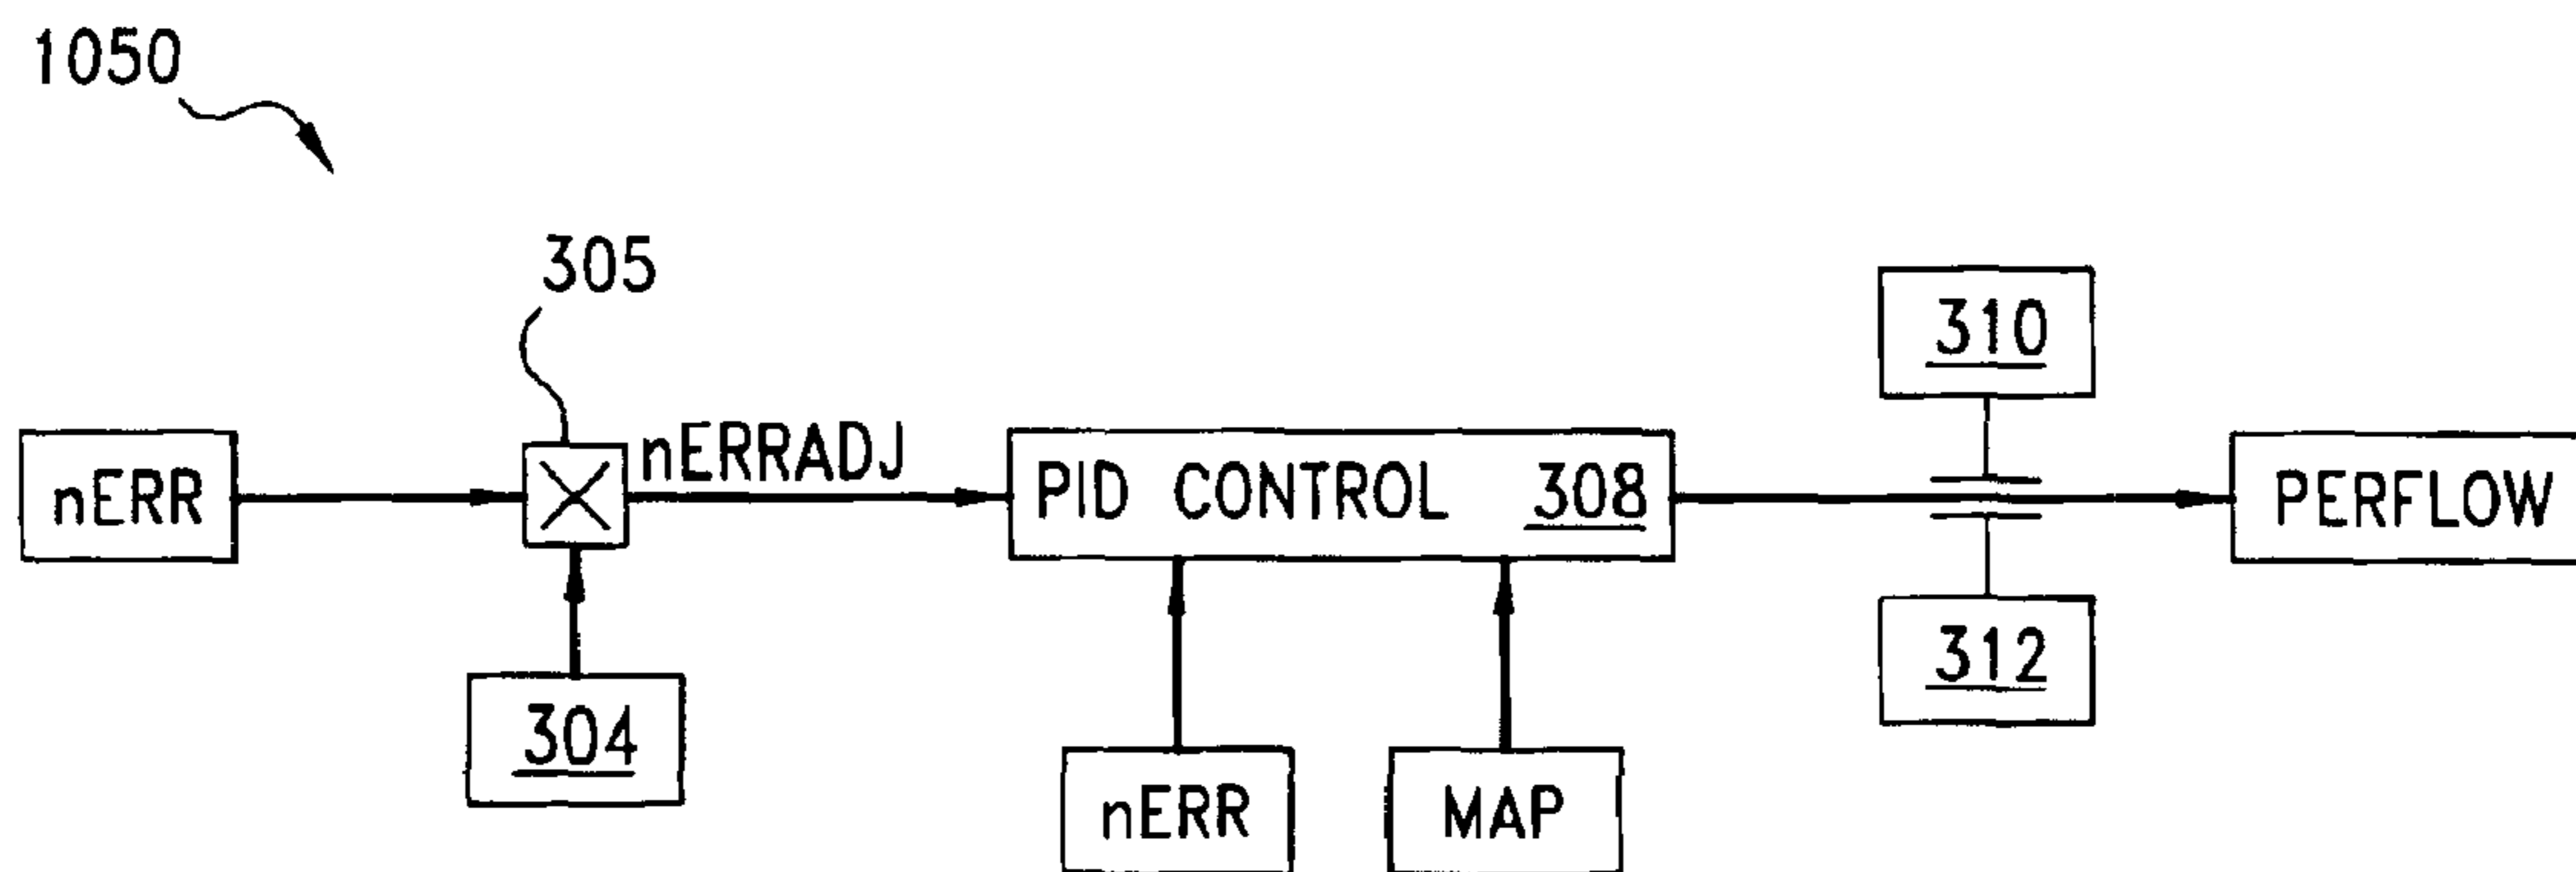 1050
305
310
nERR
nERRADJ
PID CONTROL 308
PERFLOW
304
312
nERR
MAP